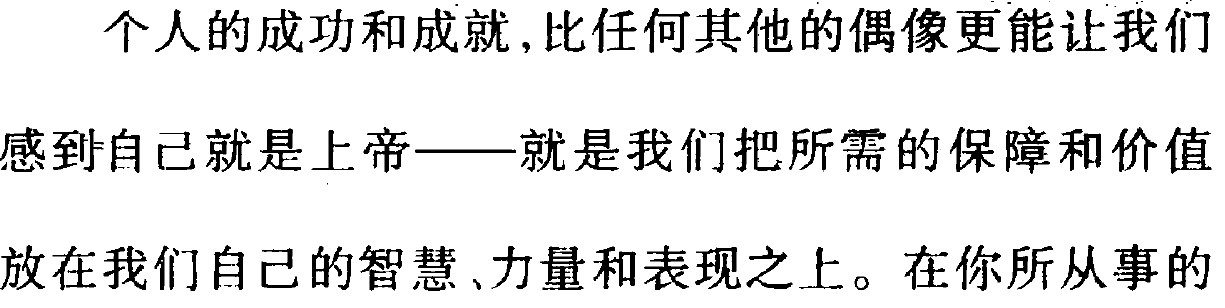 个人的成功和成就,比任何其他的偶像更能让我们
感到自己就是上帝——就是我们把所需的保障和价值
放在我们自己的智慧、力量和表现之上。在你所从事的